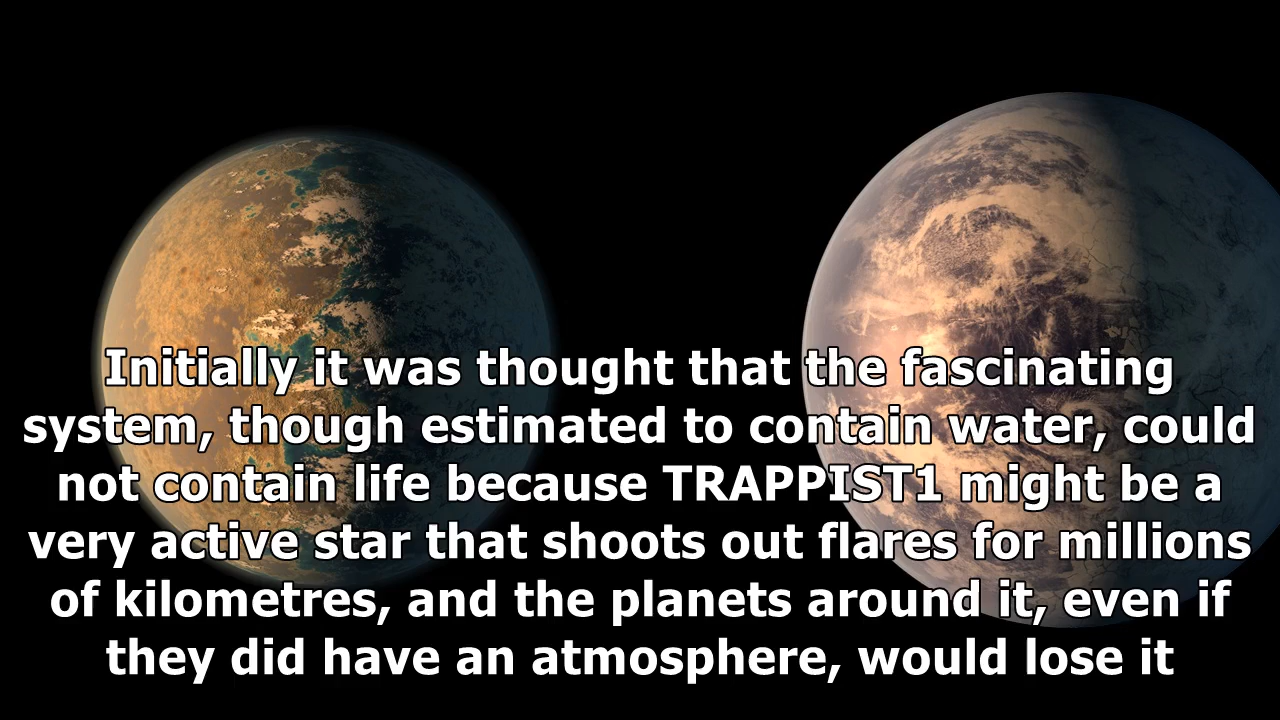 Initially it was thought that the fascinating
system, though estimated to contain water, could
not contain life because TRAPPIST1 might be a
very active star that shoots out flares for millions
of kilometres, and the planets around it, even if
they did have an atmosphere, would lose it